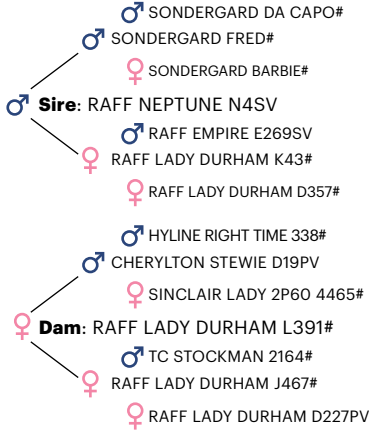 SONDERGARD DA CAPO#
SONDERGARD FRED#
SONDERGARD BARBIE#
Sire: RAFF NEPTUNE N4SV
RAFF EMPIRE E269SV
RAFF LADY DURHAM K43#
RAFF LADY DURHAM D357#
HYLINE RIGHT TIME 338#
CHERYLTON STEWIE D19PV
SINCLAIR LADY 2P60 4465#
Dam: RAFF LADY DURHAM L391#
TC STOCKMAN 2164#
RAFF LADY DURHAM J467#
RAFF LADY DURHAM D227PV